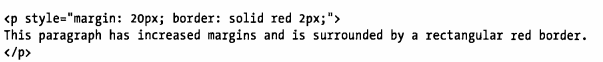 <p style="margin: 20px; border: solid red 2px;">
This paragraph has increased margins and is surrounded by a rectangular red border.
</p>